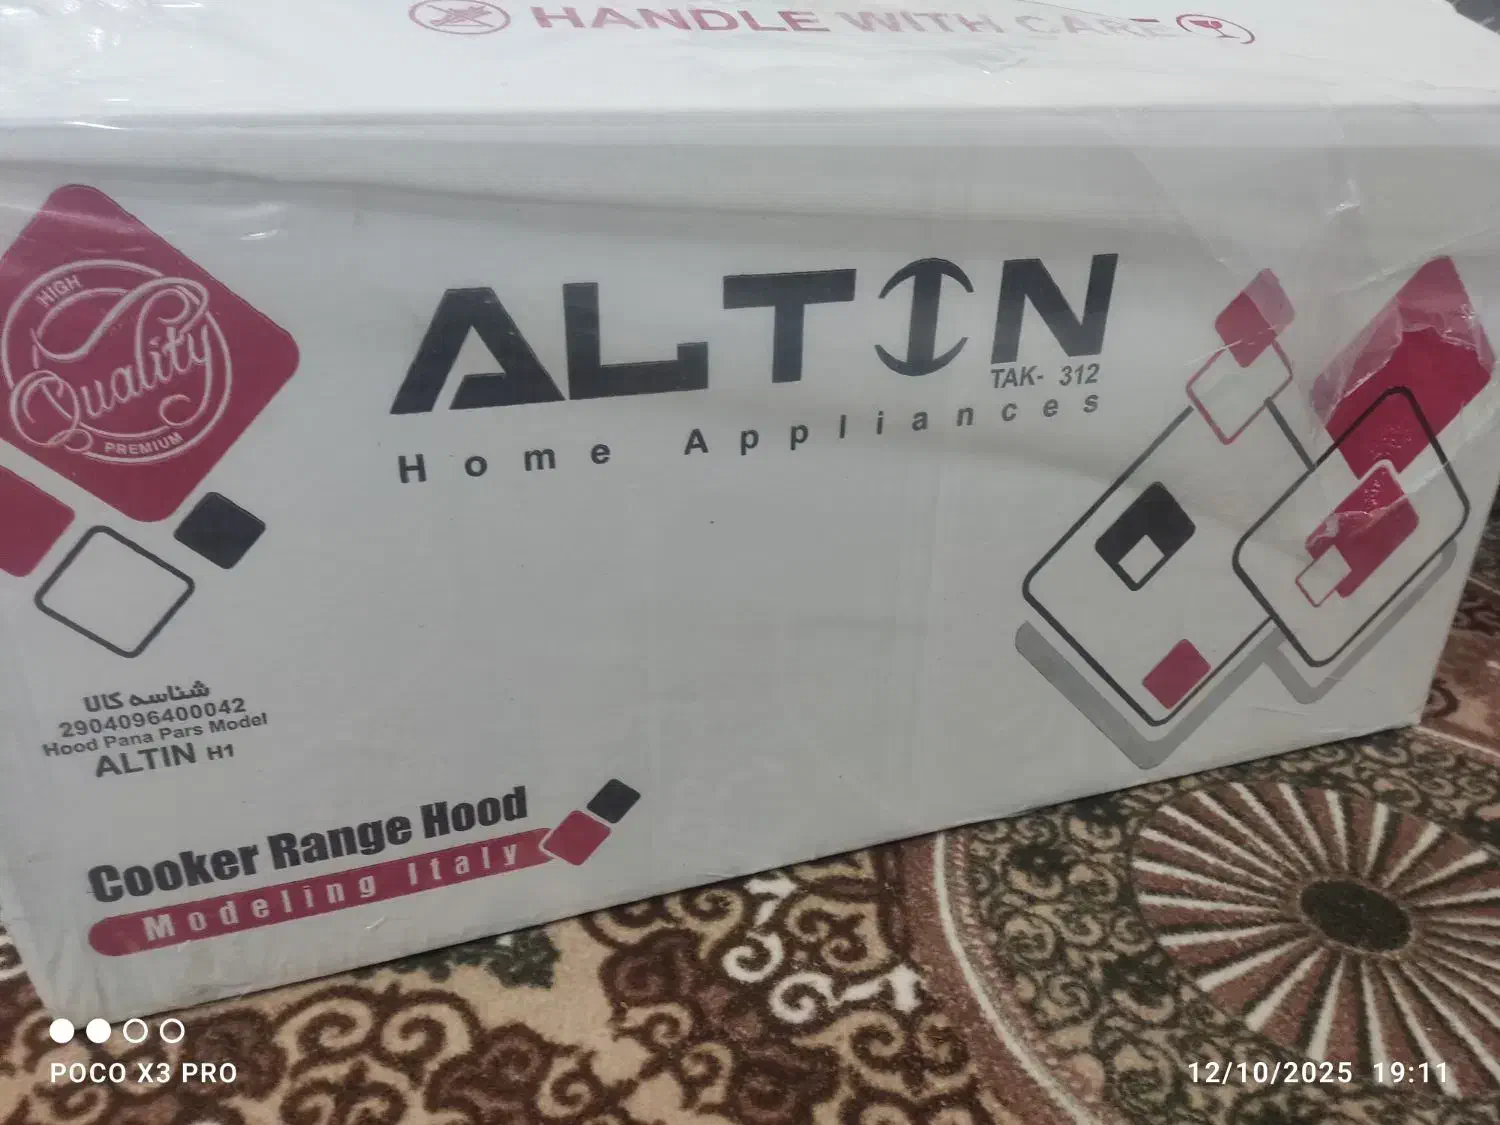 HANDLE WITH CARE
HIGH
Quality
PREMIUM
ALTIN
TAK- 312
Home Appliances
شناسه کالا
2904096400042
Hood Pana Pars Model
ALTIN H1
Cooker Range Hood
Modeling Italy
POCO X3 PRO
12/10/2025 19:11